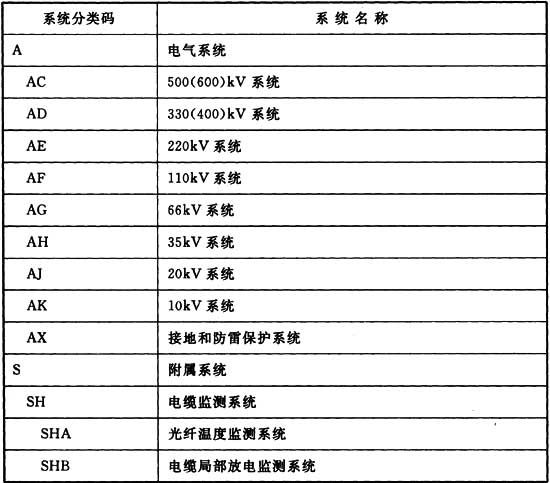 系统分类码 系统名称
A 电气系统
AC 500(600)kV 系统
AD 330(400)kV 系统
AE 220kV 系统
AF 110kV 系统
AG 66kV 系统
AH 35kV 系统
AJ 20kV 系统
AK 10kV 系统
AX 接地和防雷保护系统
S 附属系统
SH 电缆监测系统
SHA 光纤温度监测系统
SHB 电缆局部放电监测系统